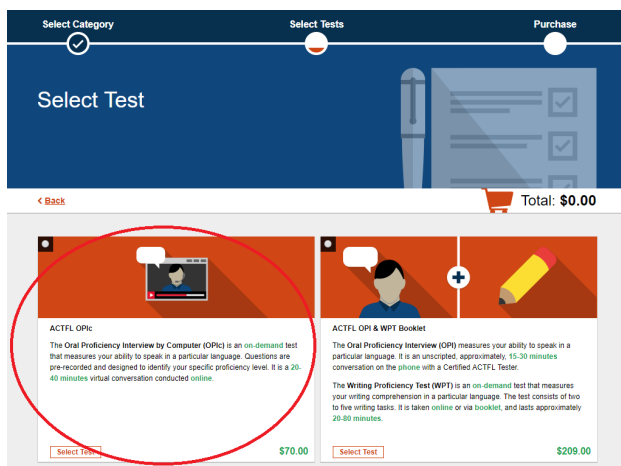 Select Category
Select Tests
Purchase
Select Test
< Back
Total: $0.00
ACTFL OPIc
The Oral Proficiency Interview by Computer (OPIc) is an on-demand test
that measures your ability to speak in a particular language. Questions are
pre-recorded and designed to identify your specific proficiency level. It is a 20-
40 minutes virtual conversation conducted online.
Select Test
$70.00
ACTFL OPI & WPT Booklet
The Oral Proficiency Interview (OPI) measures your ability to speak in a
particular language. It is an unscripted, approximately, 15-30 minutes
conversation on the phone with a Certified ACTFL Tester.
The Writing Proficiency Test (WPT) is an on-demand test that measures
your writing comprehension in a particular language. The test consists of two
to five writing tasks. It is taken online or via booklet, and lasts approximately
20-80 minutes.
Select Test
$209.00